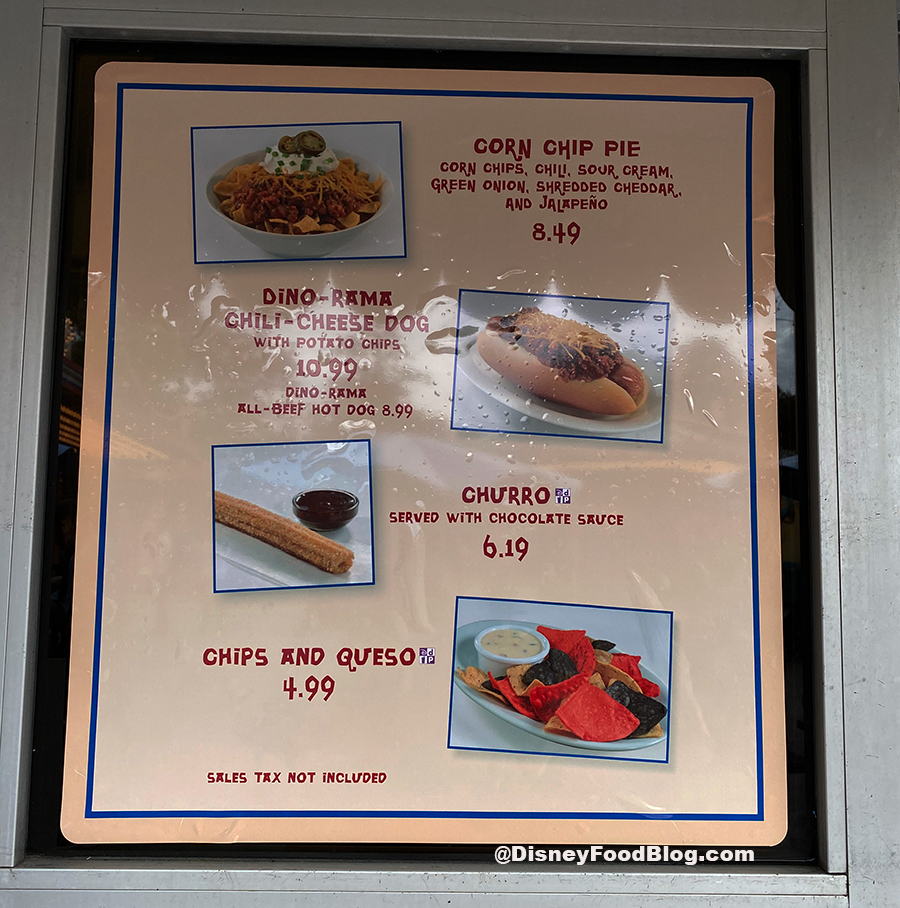 CORN CHIP PIE
CORN CHIPS, CHILI, SOUR CREAM,
GREEN ONION, SHREDDED CHEDDAR,
AND JALAPEÑO
8.49
DINO-RAMA
CHILI-CHEESE DOG
WITH POTATO CHIPS
10.99
DINO-RAMA
ALL-BEEF HOT DOG 8.99
CHURRO
SERVED WITH CHOCOLATE SAUCE
6.19
CHIPS AND QUESO
4.99
SALES TAX NOT INCLUDED
@DisneyFoodBlog.com